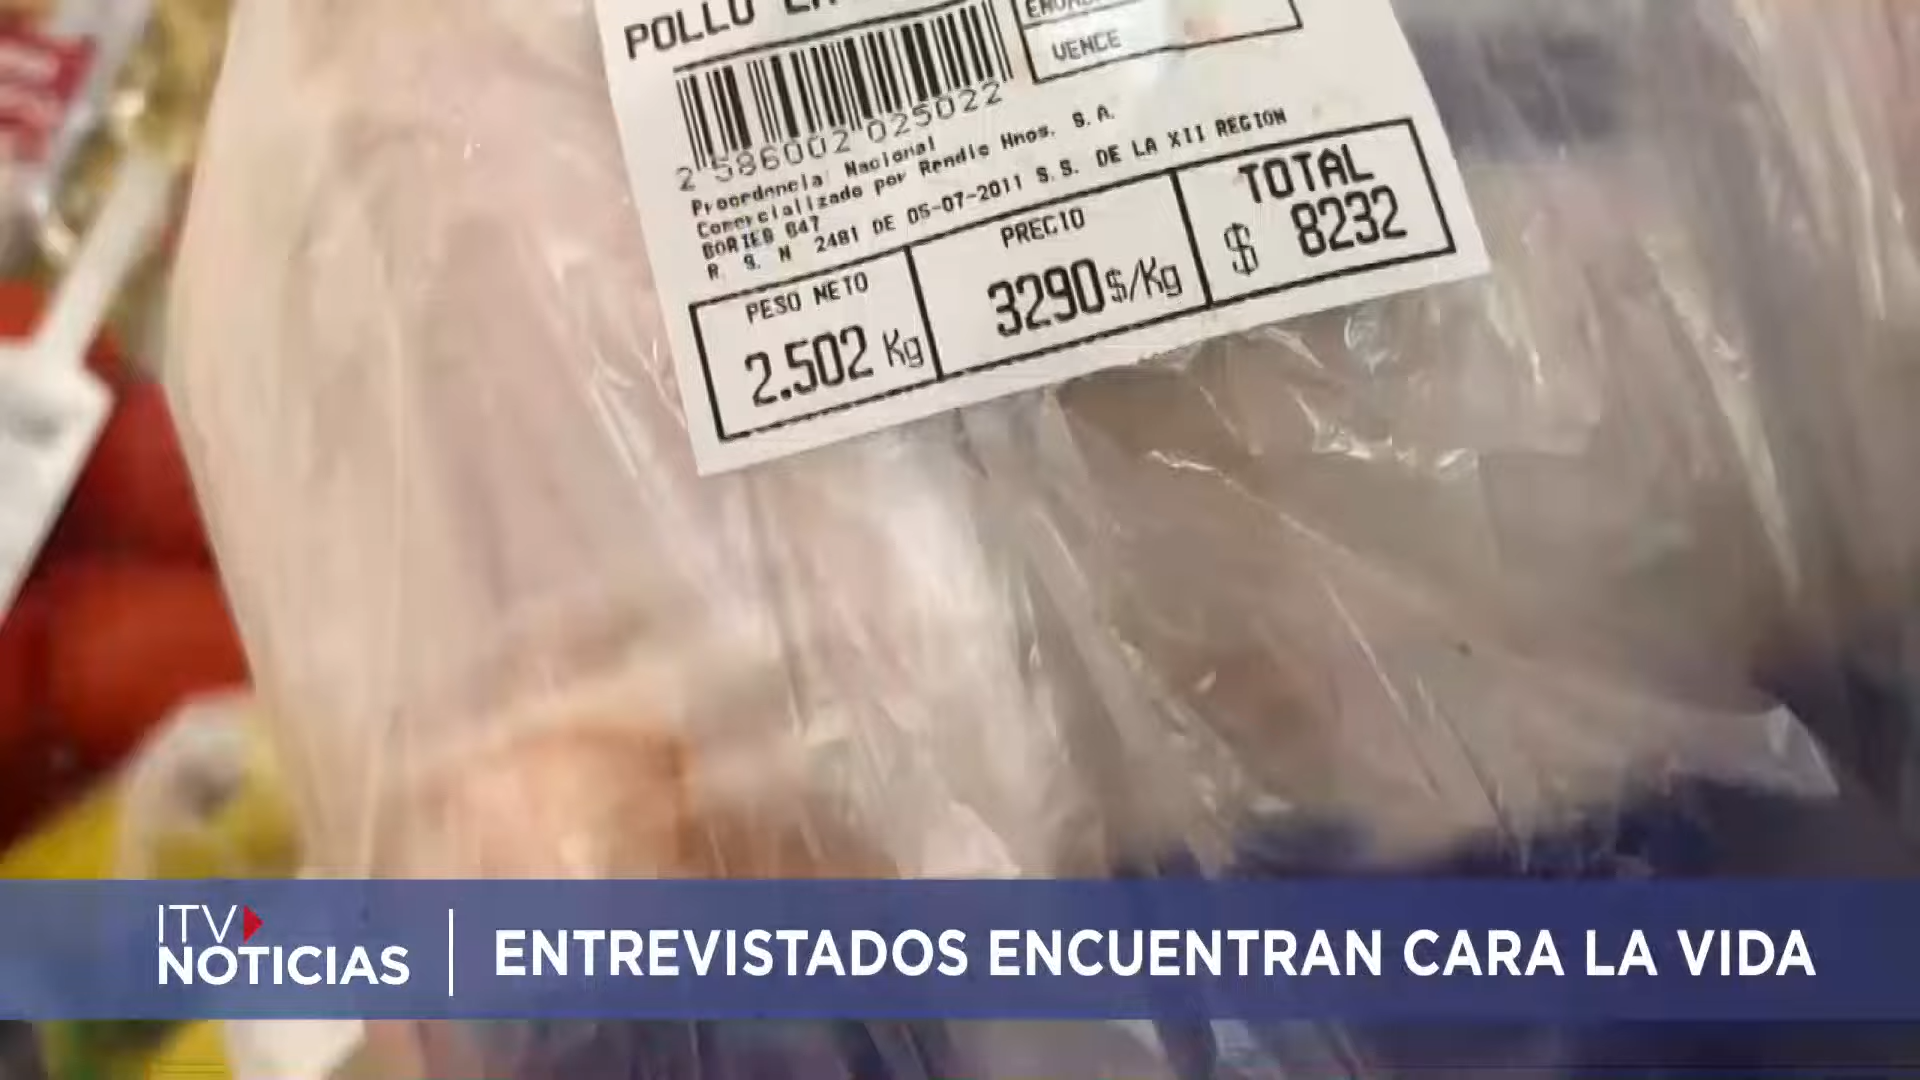 POLLO
ENVAS
VENCE
2 586002 025022
Procedencia: Nacional
Comercializado por Rendic Hnos. S.A.
BORIES 647
R. S. N 2481 DE 05-07-2011 S.S. DE LA XII REGION
PESO NETO
2.502 Kg
PRECIO
3290$/Kg
TOTAL
$ 8232
ITV
NOTICIAS
ENTREVISTADOS ENCUENTRAN CARA LA VIDA